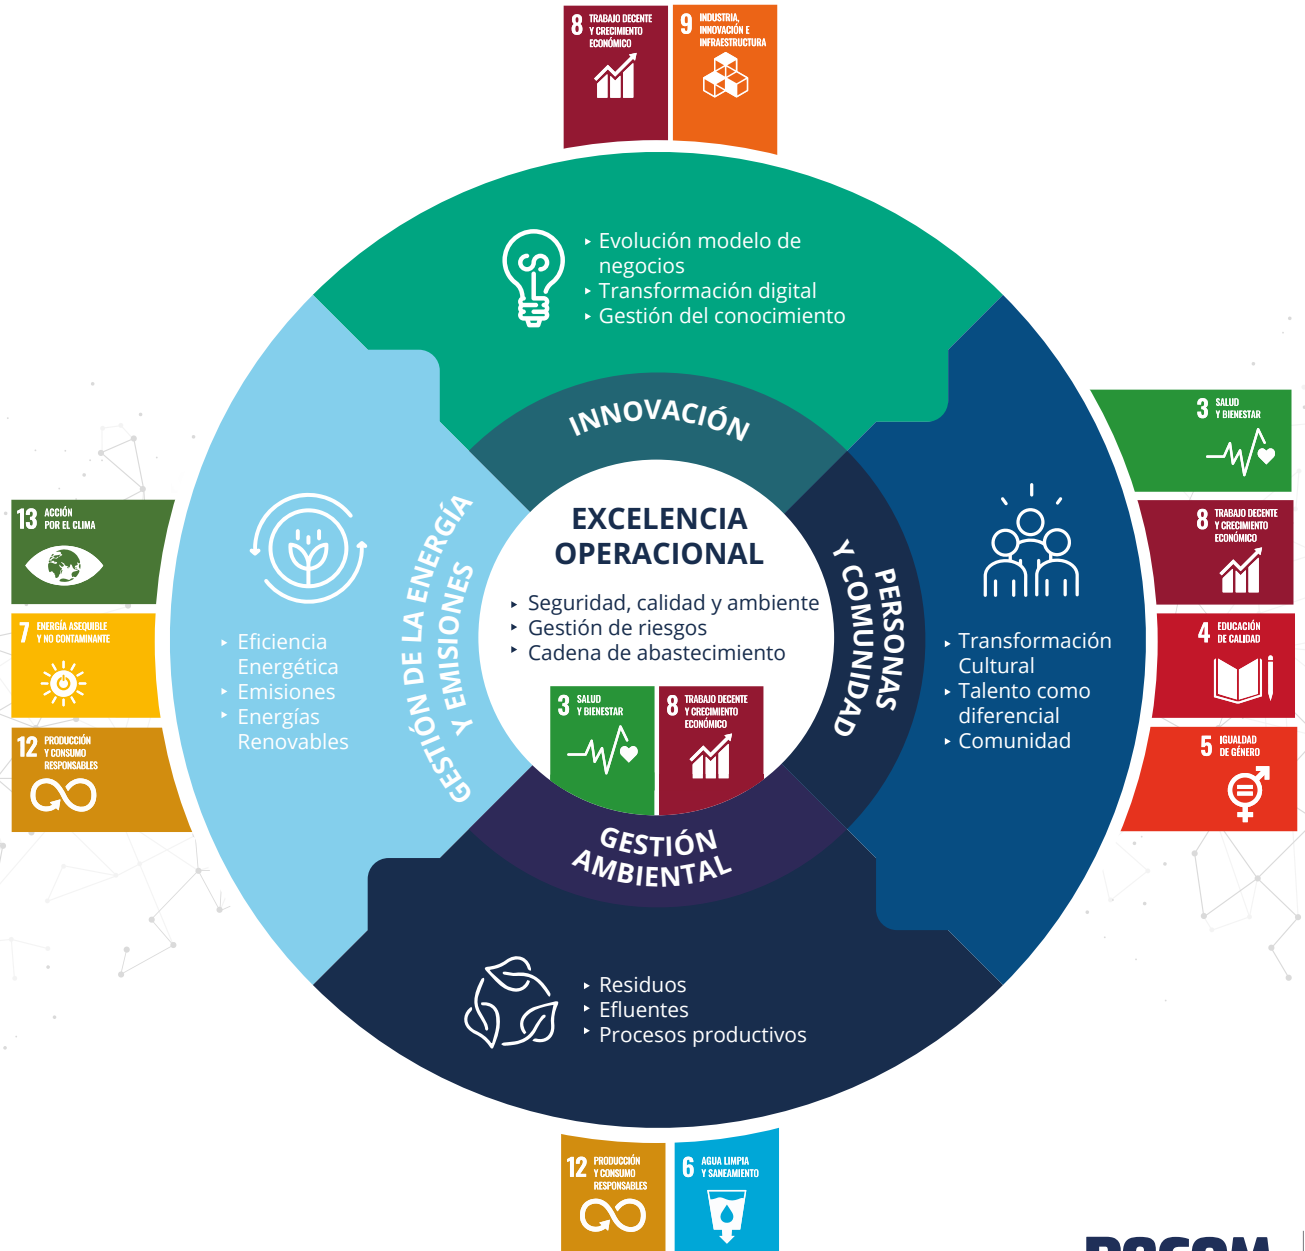 8 TRABAJO DECENTE
Y CRECIMIENTO
ECONÓMICO
9 INDUSTRIA,
INNOVACIÓN E
INFRAESTRUCTURA
Evolución modelo de
negocios
Transformación digital
Gestión del conocimiento
INNOVACIÓN
13 ACCIÓN
POR EL CLIMA
7 ENERGÍA ASEQUIBLE
Y NO CONTAMINANTE
12 PRODUCCIÓN
Y CONSUMO
RESPONSABLES
Eficiencia
Energética
Emisiones
Energías
Renovables
GESTIÓN DE LA ENERGÍA
Y EMISIONES
EXCELENCIA
OPERACIONAL
Seguridad, calidad y ambiente
Gestión de riesgos
Cadena de abastecimiento
3 SALUD
Y BIENESTAR
8 TRABAJO DECENTE
Y CRECIMIENTO
ECONÓMICO
PERSONAS
Y COMUNIDAD
Transformación
Cultural
Talento como
diferencial
Comunidad
3 SALUD
Y BIENESTAR
8 TRABAJO DECENTE
Y CRECIMIENTO
ECONÓMICO
4 EDUCACIÓN
DE CALIDAD
5 IGUALDAD
DE GÉNERO
GESTIÓN
AMBIENTAL
Residuos
Efluentes
Procesos productivos
12 PRODUCCIÓN
Y CONSUMO
RESPONSABLES
6 AGUA LIMPIA
Y SANEAMIENTO